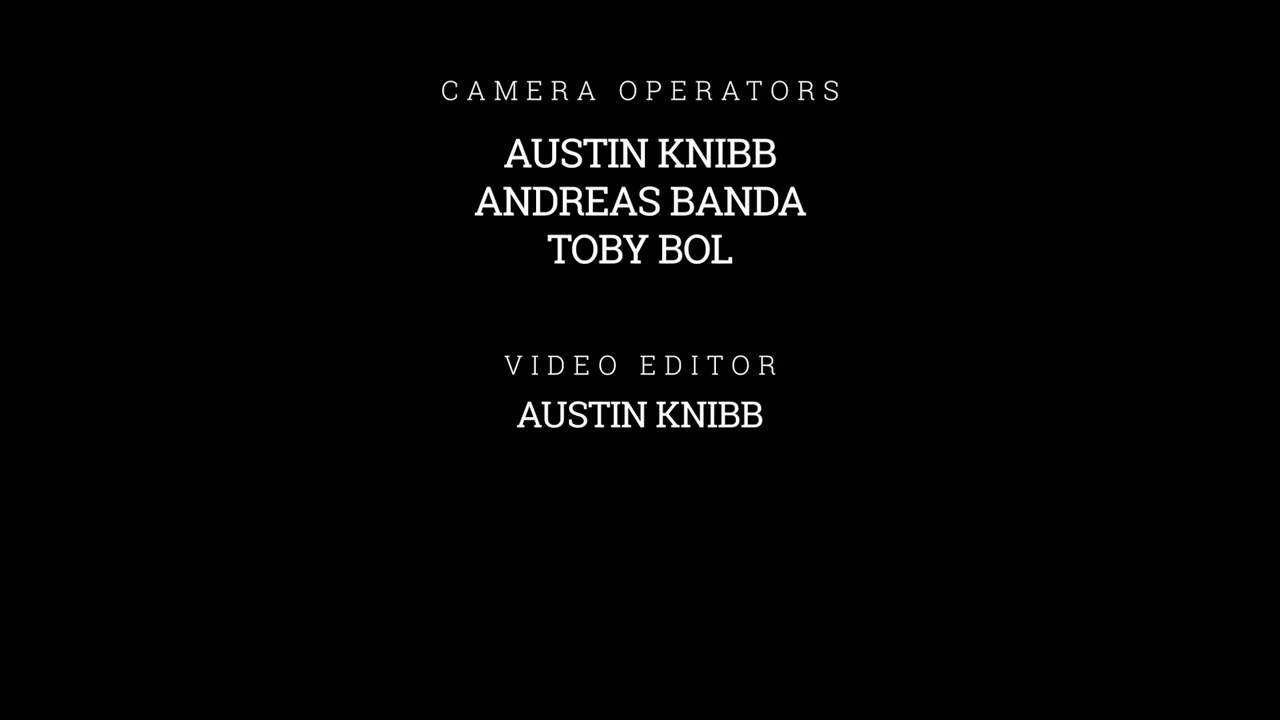 CAMERA OPERATORS
AUSTIN KNIBB
ANDREAS BANDA
TOBY BOL
VIDEO EDITOR
AUSTIN KNIBB